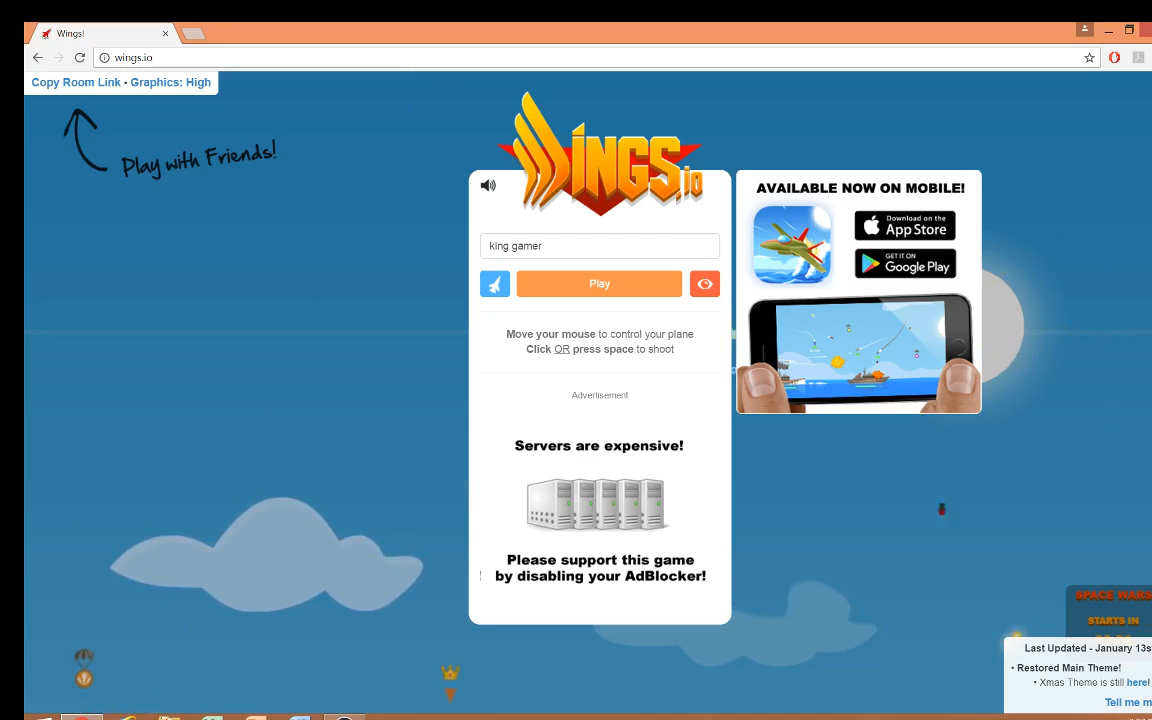 Wings!
wings.io
Copy Room Link • Graphics: High
Play with Friends!
WINGS.io
king gamer
Play
Move your mouse to control your plane
Click OR press space to shoot
Advertisement
Servers are expensive!
Please support this game
! by disabling your AdBlocker!
AVAILABLE NOW ON MOBILE!
Download on the
App Store
GET IT ON
Google Play
SPACE WARS
STARTS IN
Last Updated - January 13s
• Restored Main Theme!
• Xmas Theme is still here!
Tell me m